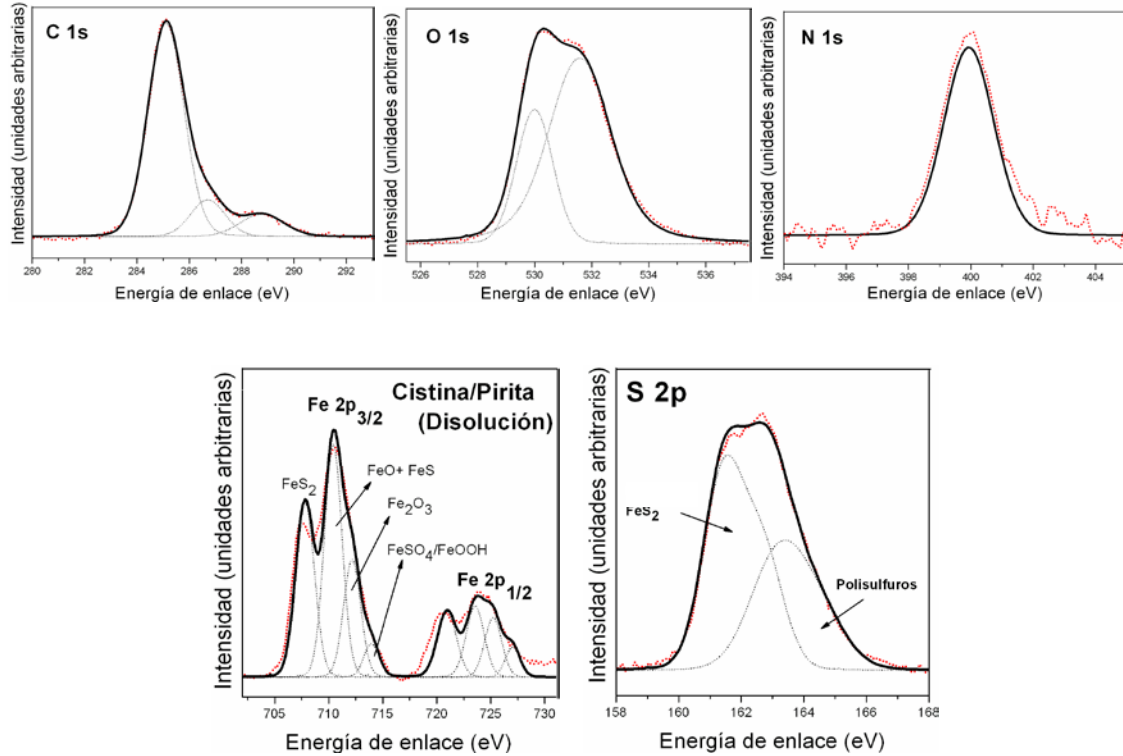 C 1s
Intensidad (unidades arbitrarias)
280 282 284 286 288 290 292
Energía de enlace (eV)
O 1s
Intensidad (unidades arbitrarias)
526 528 530 532 534 536
Energía de enlace (eV)
N 1s
Intensidad (unidades arbitrarias)
394 396 398 400 402 404
Energía de enlace (eV)
Cistina/Pirita
(Disolución)
Fe 2p3/2
FeS2
FeO+ FeS
Fe2O3
FeSO4/FeOOH
Fe 2p1/2
Intensidad (unidades arbitrarias)
705 710 715 720 725 730
Energía de enlace (eV)
S 2p
FeS2
Polisulfuros
Intensidad (unidades arbitrarias)
158 160 162 164 166 168
Energía de enlace (eV)